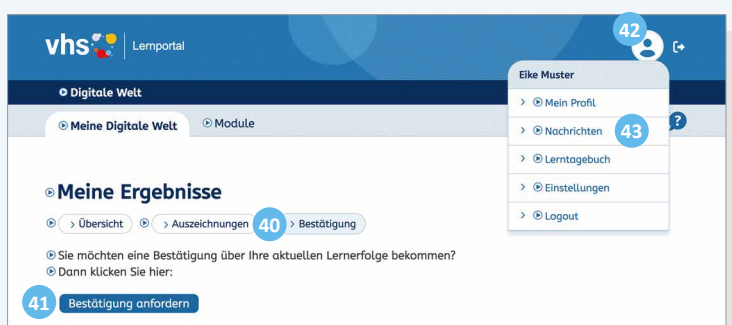 42
vhs Lernportal
Eike Muster
Digitale Welt
Mein Profil
Meine Digitale Welt Module
Nachrichten 43 ?
Lerntagebuch
Einstellungen
Logout
Meine Ergebnisse
Übersicht Auszeichnungen 40 Bestätigung
Sie möchten eine Bestätigung über Ihre aktuellen Lernerfolge bekommen?
Dann klicken Sie hier:
41 Bestätigung anfordern